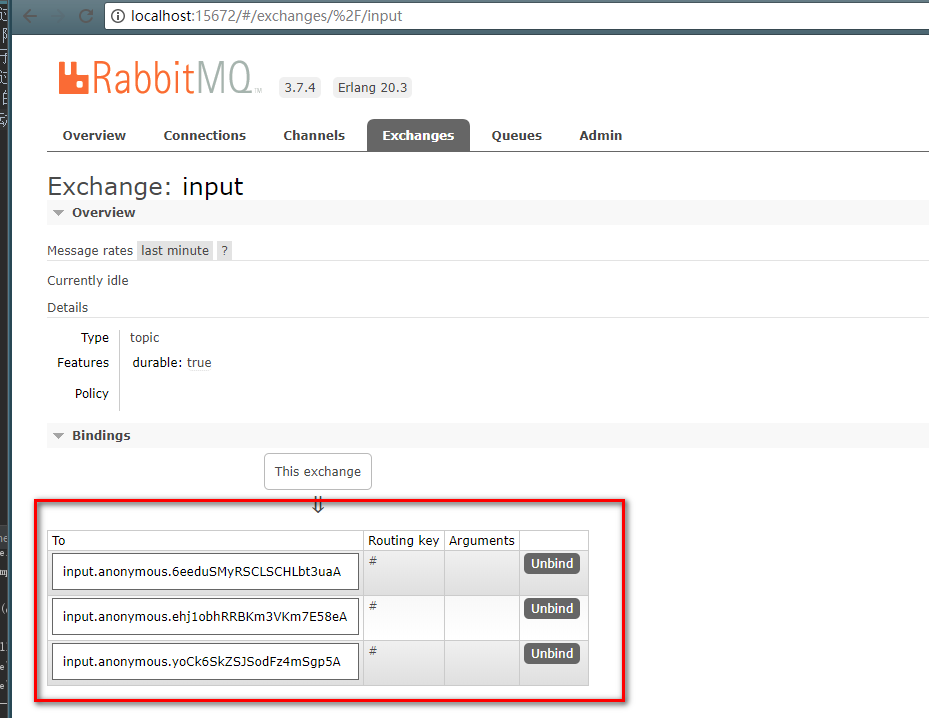 localhost:15672/#/exchanges/%2F/input
RabbitMQ TM 3.7.4 Erlang 20.3
Overview Connections Channels Exchanges Queues Admin
Exchange: input
Overview
Message rates last minute ?
Currently idle
Details
Type topic
Features durable: true
Policy
Bindings
This exchange
⇓
To Routing key Arguments
input.anonymous.6eeduSMyRSCLSCHLbt3uaA # Unbind
input.anonymous.ehj1obhRRBKm3VKm7E58eA # Unbind
input.anonymous.yoCk6SkZSJSodFz4mSgp5A # Unbind